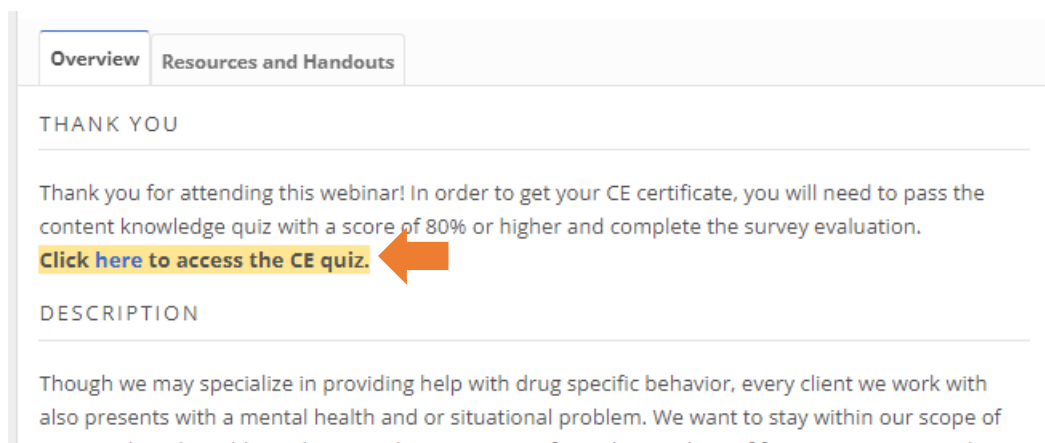 Overview Resources and Handouts
THANK YOU
Thank you for attending this webinar! In order to get your CE certificate, you will need to pass the
content knowledge quiz with a score of 80% or higher and complete the survey evaluation.
Click here to access the CE quiz.
DESCRIPTION
Though we may specialize in providing help with drug specific behavior, every client we work with
also presents with a mental health and or situational problem. We want to stay within our scope of